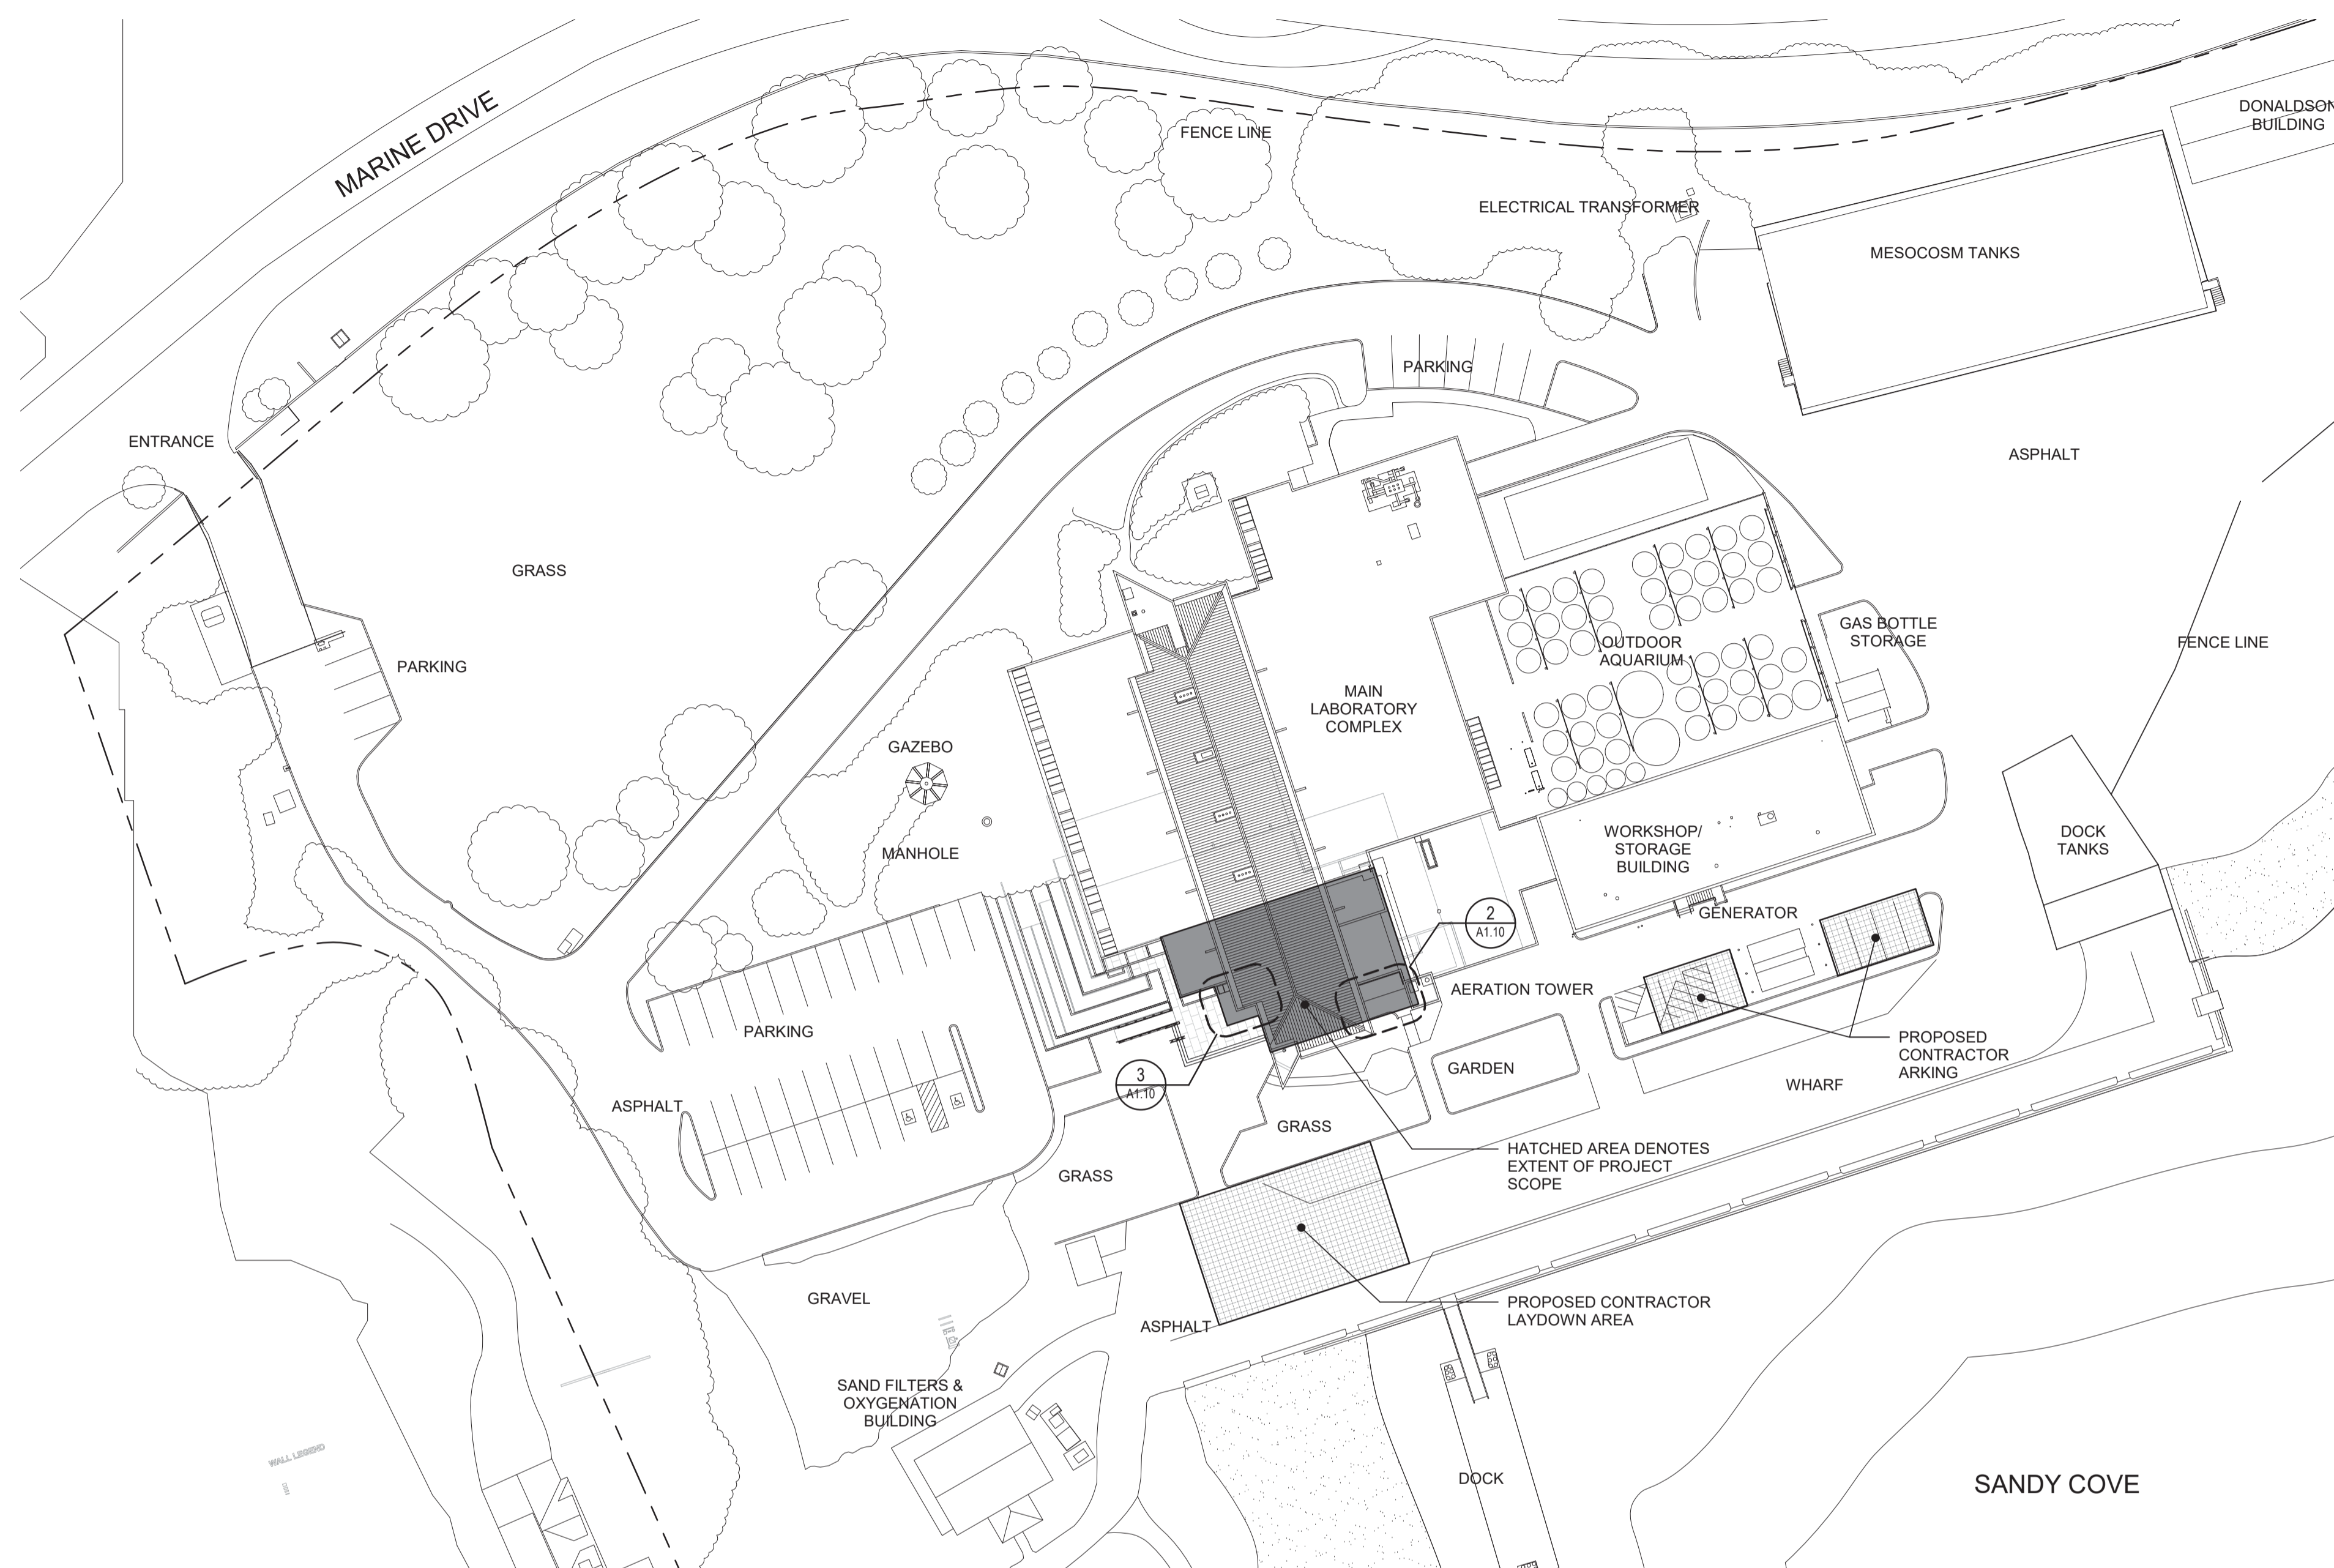 MARINE DRIVE
DONALDSON
BUILDING
FENCE LINE
ELECTRICAL TRANSFORMER
MESOCOSM TANKS
PARKING
ENTRANCE
ASPHALT
GRASS
GAS BOTTLE
STORAGE
OUTDOOR
AQUARIUM
FENCE LINE
PARKING
MAIN
LABORATORY
COMPLEX
GAZEBO
WORKSHOP/
STORAGE
BUILDING
DOCK
TANKS
MANHOLE
GENERATOR
2
A1.10
AERATION TOWER
PARKING
PROPOSED
CONTRACTOR
ARKING
GARDEN
WHARF
3
A1.10
ASPHALT
GRASS
HATCHED AREA DENOTES
EXTENT OF PROJECT
SCOPE
GRASS
GRAVEL
PROPOSED CONTRACTOR
LAYDOWN AREA
ASPHALT
SAND FILTERS &
OXYGENATION
BUILDING
WALL LEGEND
DOCK
SANDY COVE